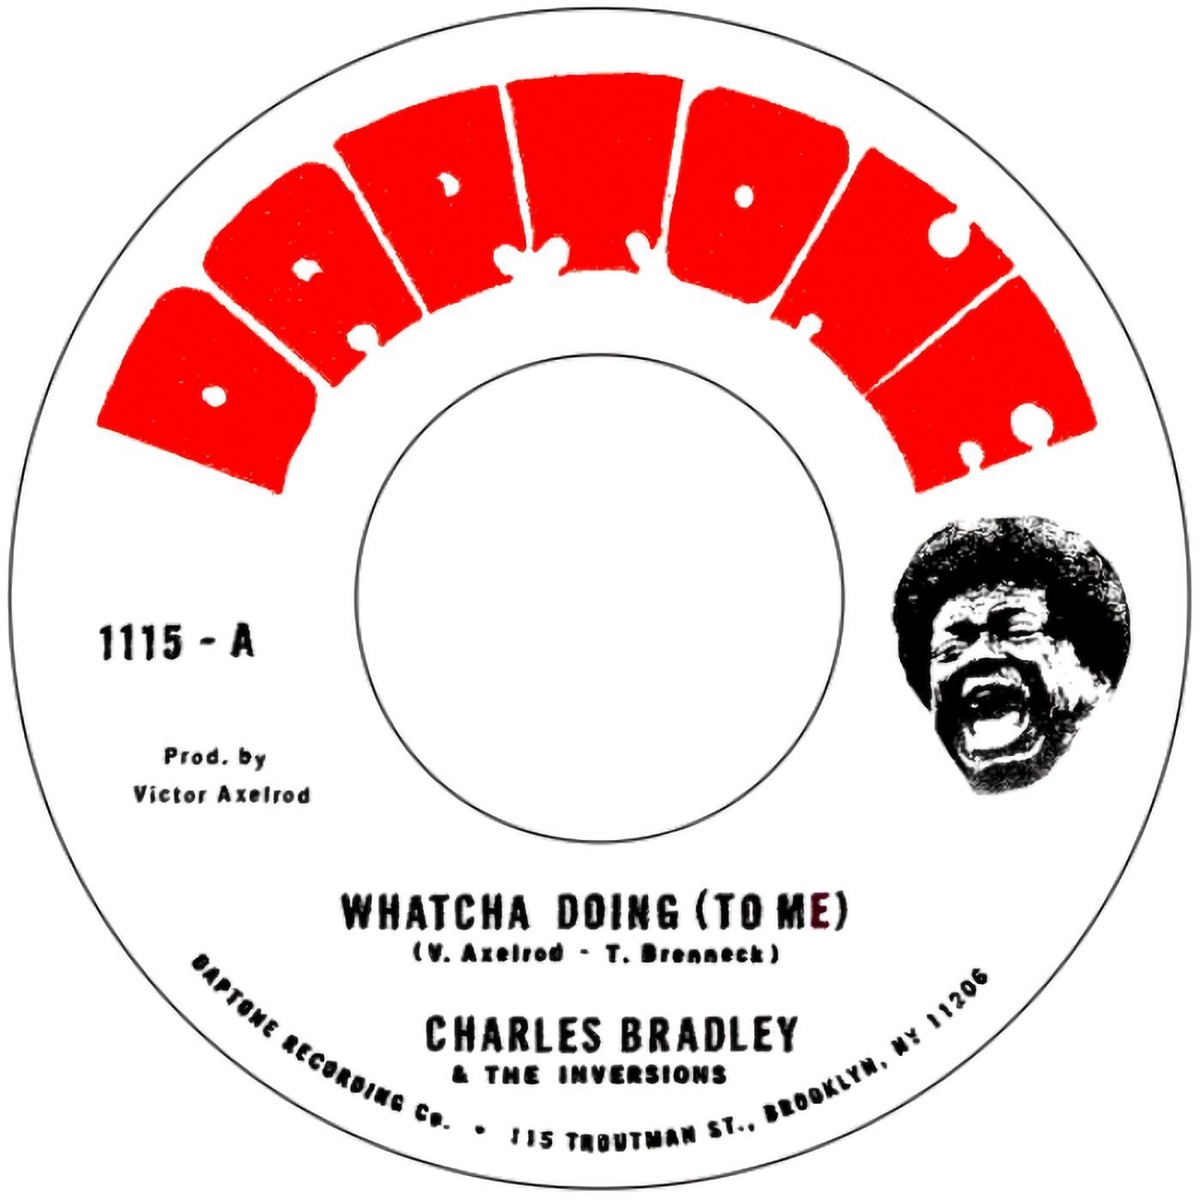 DAPTONE
1115 - A
Prod. by
Victor Axelrod
WHATCHA DOING (TO ME)
(V. Axelrod - T. Brenneck)
CHARLES BRADLEY
& THE INVERSIONS
DAPTONE RECORDING Co. • 115 TROUTMAN ST., BROOKLYN, NY 11206